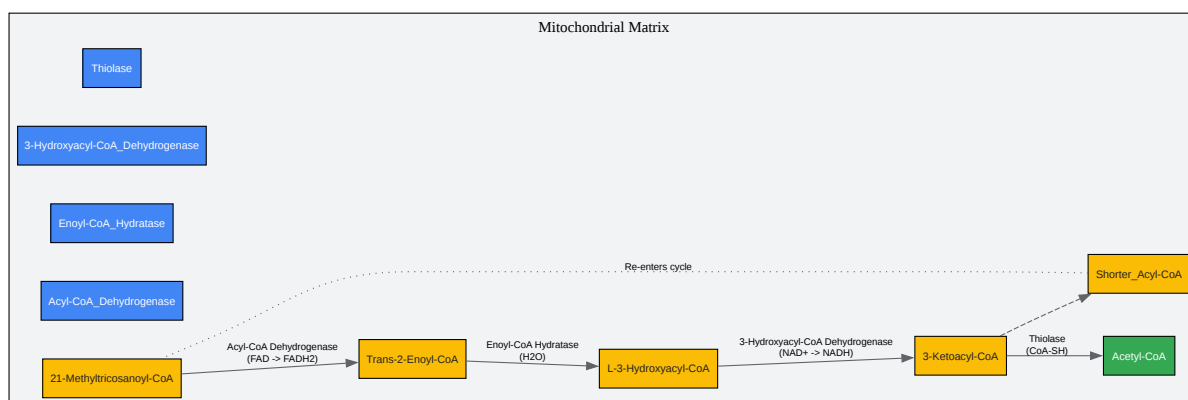 Mitochondrial Matrix
Thiolase
3-Hydroxyacyl-CoA_Dehydrogenase
Enoyl-CoA_Hydratase
Acyl-CoA_Dehydrogenase
Re-enters cycle
Shorter_Acyl-CoA
21-Methyltricosanoyl-CoA
Acyl-CoA Dehydrogenase
(FAD -> FADH2)
Trans-2-Enoyl-CoA
Enoyl-CoA Hydratase
(H2O)
L-3-Hydroxyacyl-CoA
3-Hydroxyacyl-CoA Dehydrogenase
(NAD+ -> NADH)
3-Ketoacyl-CoA
Thiolase
(CoA-SH)
Acetyl-CoA